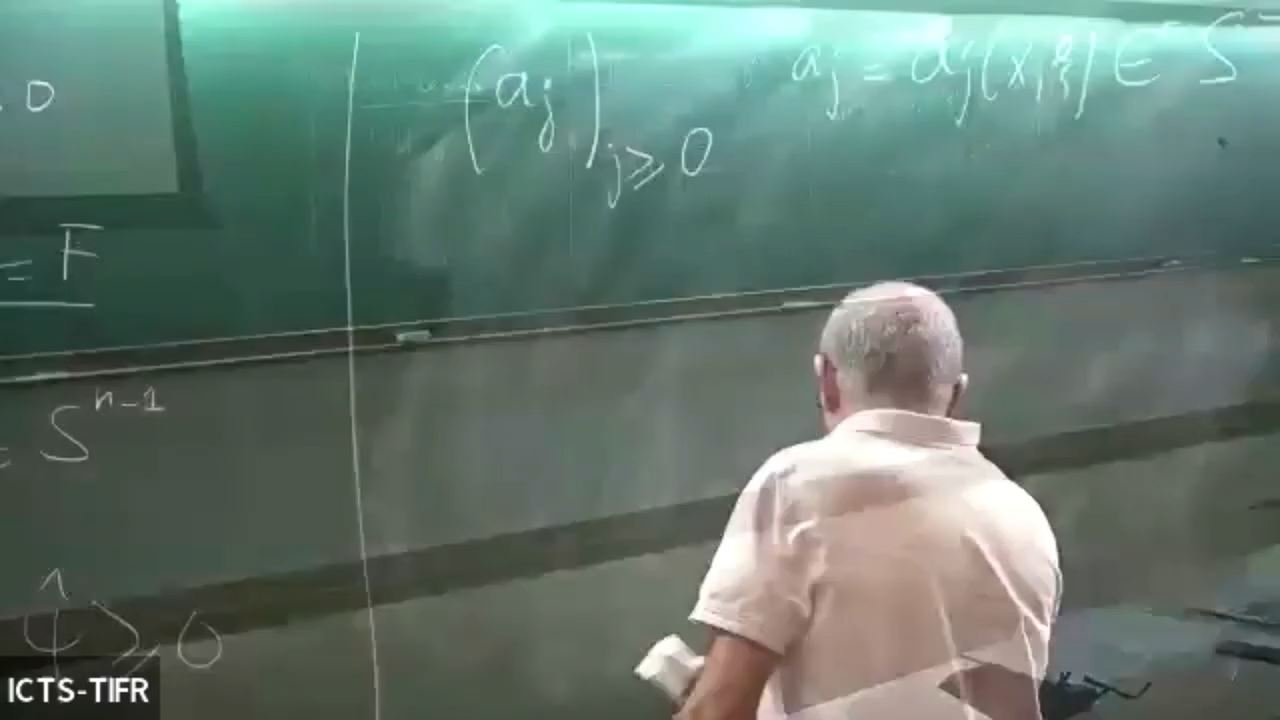 . 0
(a_j)_{j ⩾ 0}
a_j = a_j(x, ξ) ∈ S
= F
= S^{n-1}
⩾ 0
ICTS-TIFR